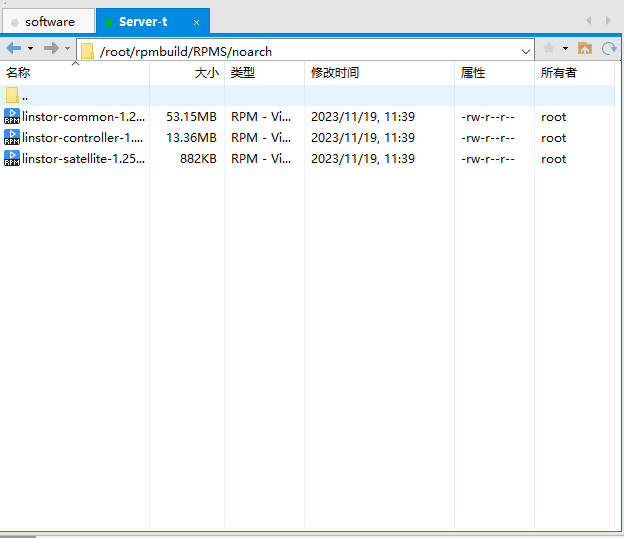 software Server-t ×
/root/rpmbuild/RPMS/noarch
名称 大小 类型 修改时间 属性 所有者
..
linstor-common-1.2... 53.15MB RPM - Vi... 2023/11/19, 11:39 -rw-r--r-- root
linstor-controller-1.... 13.36MB RPM - Vi... 2023/11/19, 11:39 -rw-r--r-- root
linstor-satellite-1.25... 882KB RPM - Vi... 2023/11/19, 11:39 -rw-r--r-- root